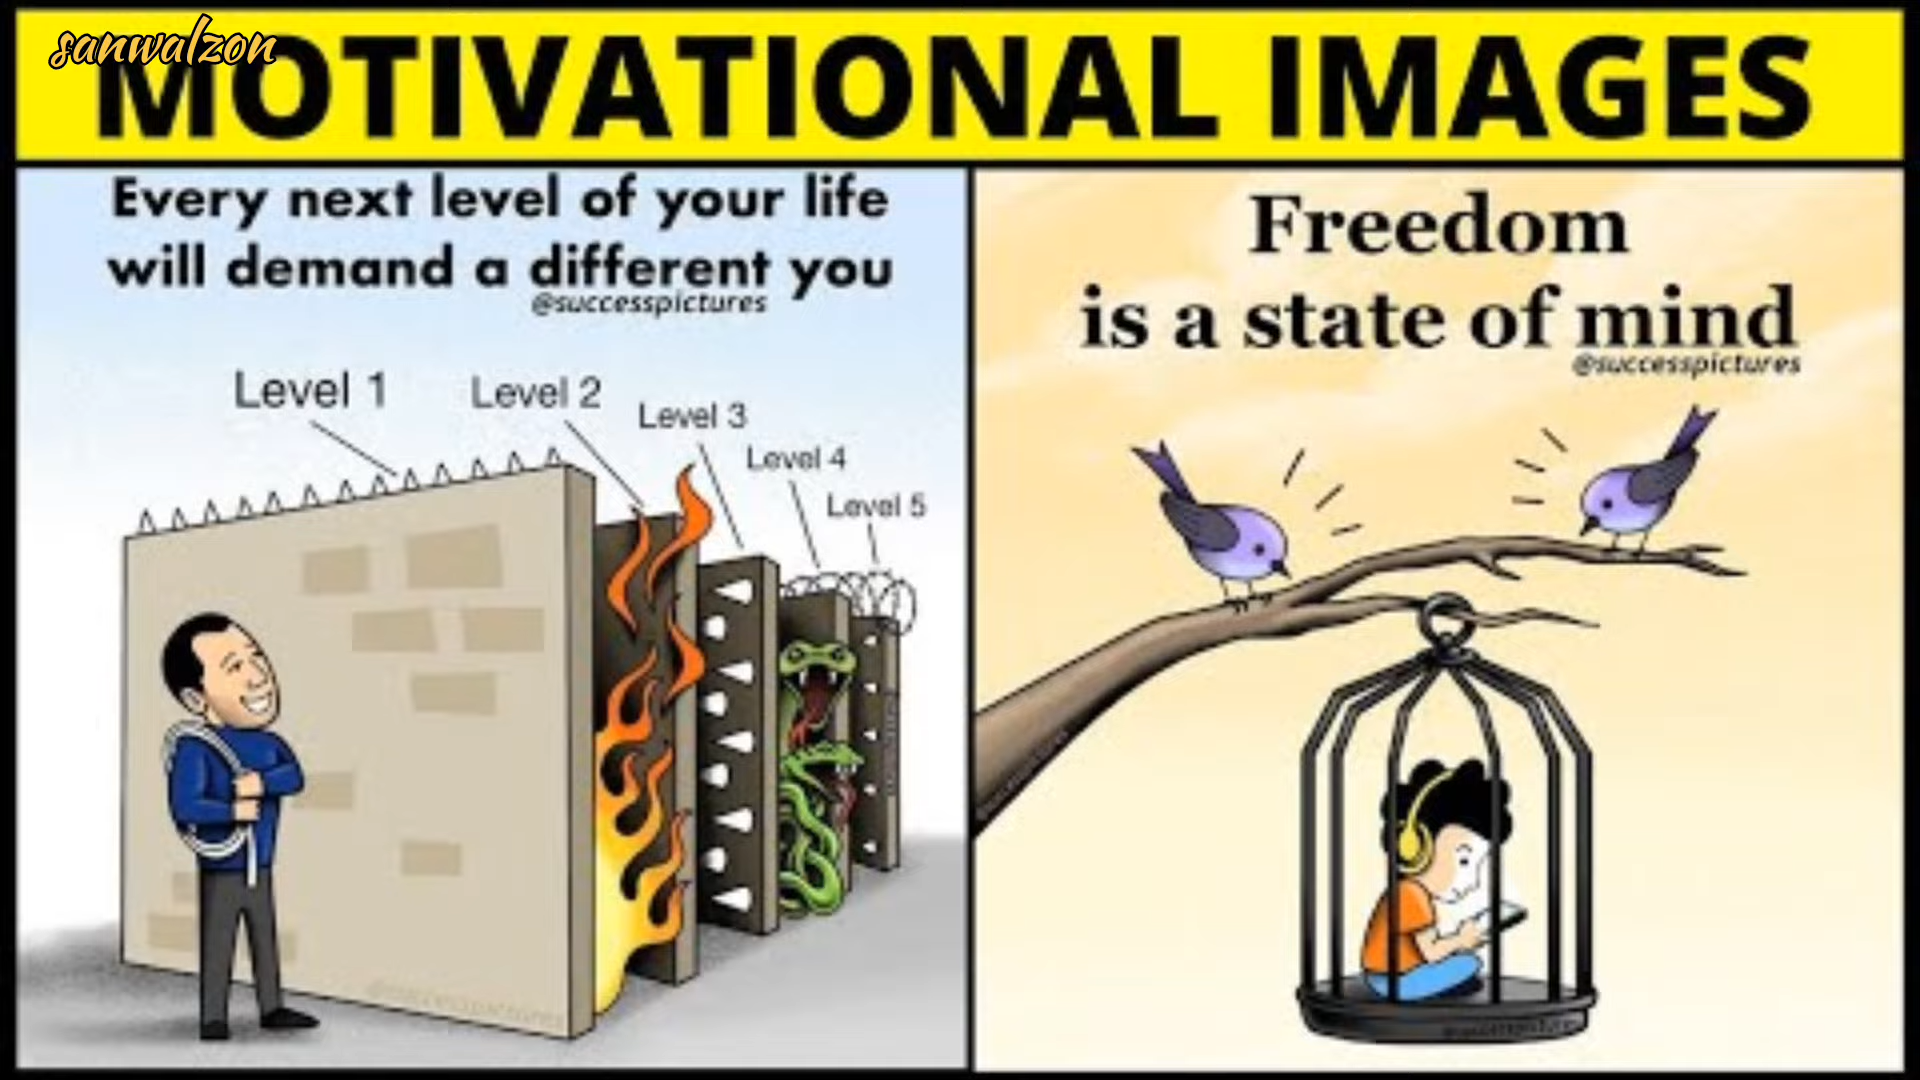 sanwalzon
MOTIVATIONAL IMAGES
Every next level of your life
will demand a different you
@successpictures
Level 1
Level 2
Level 3
Level 4
Level 5
Freedom
is a state of mind
@successpictures